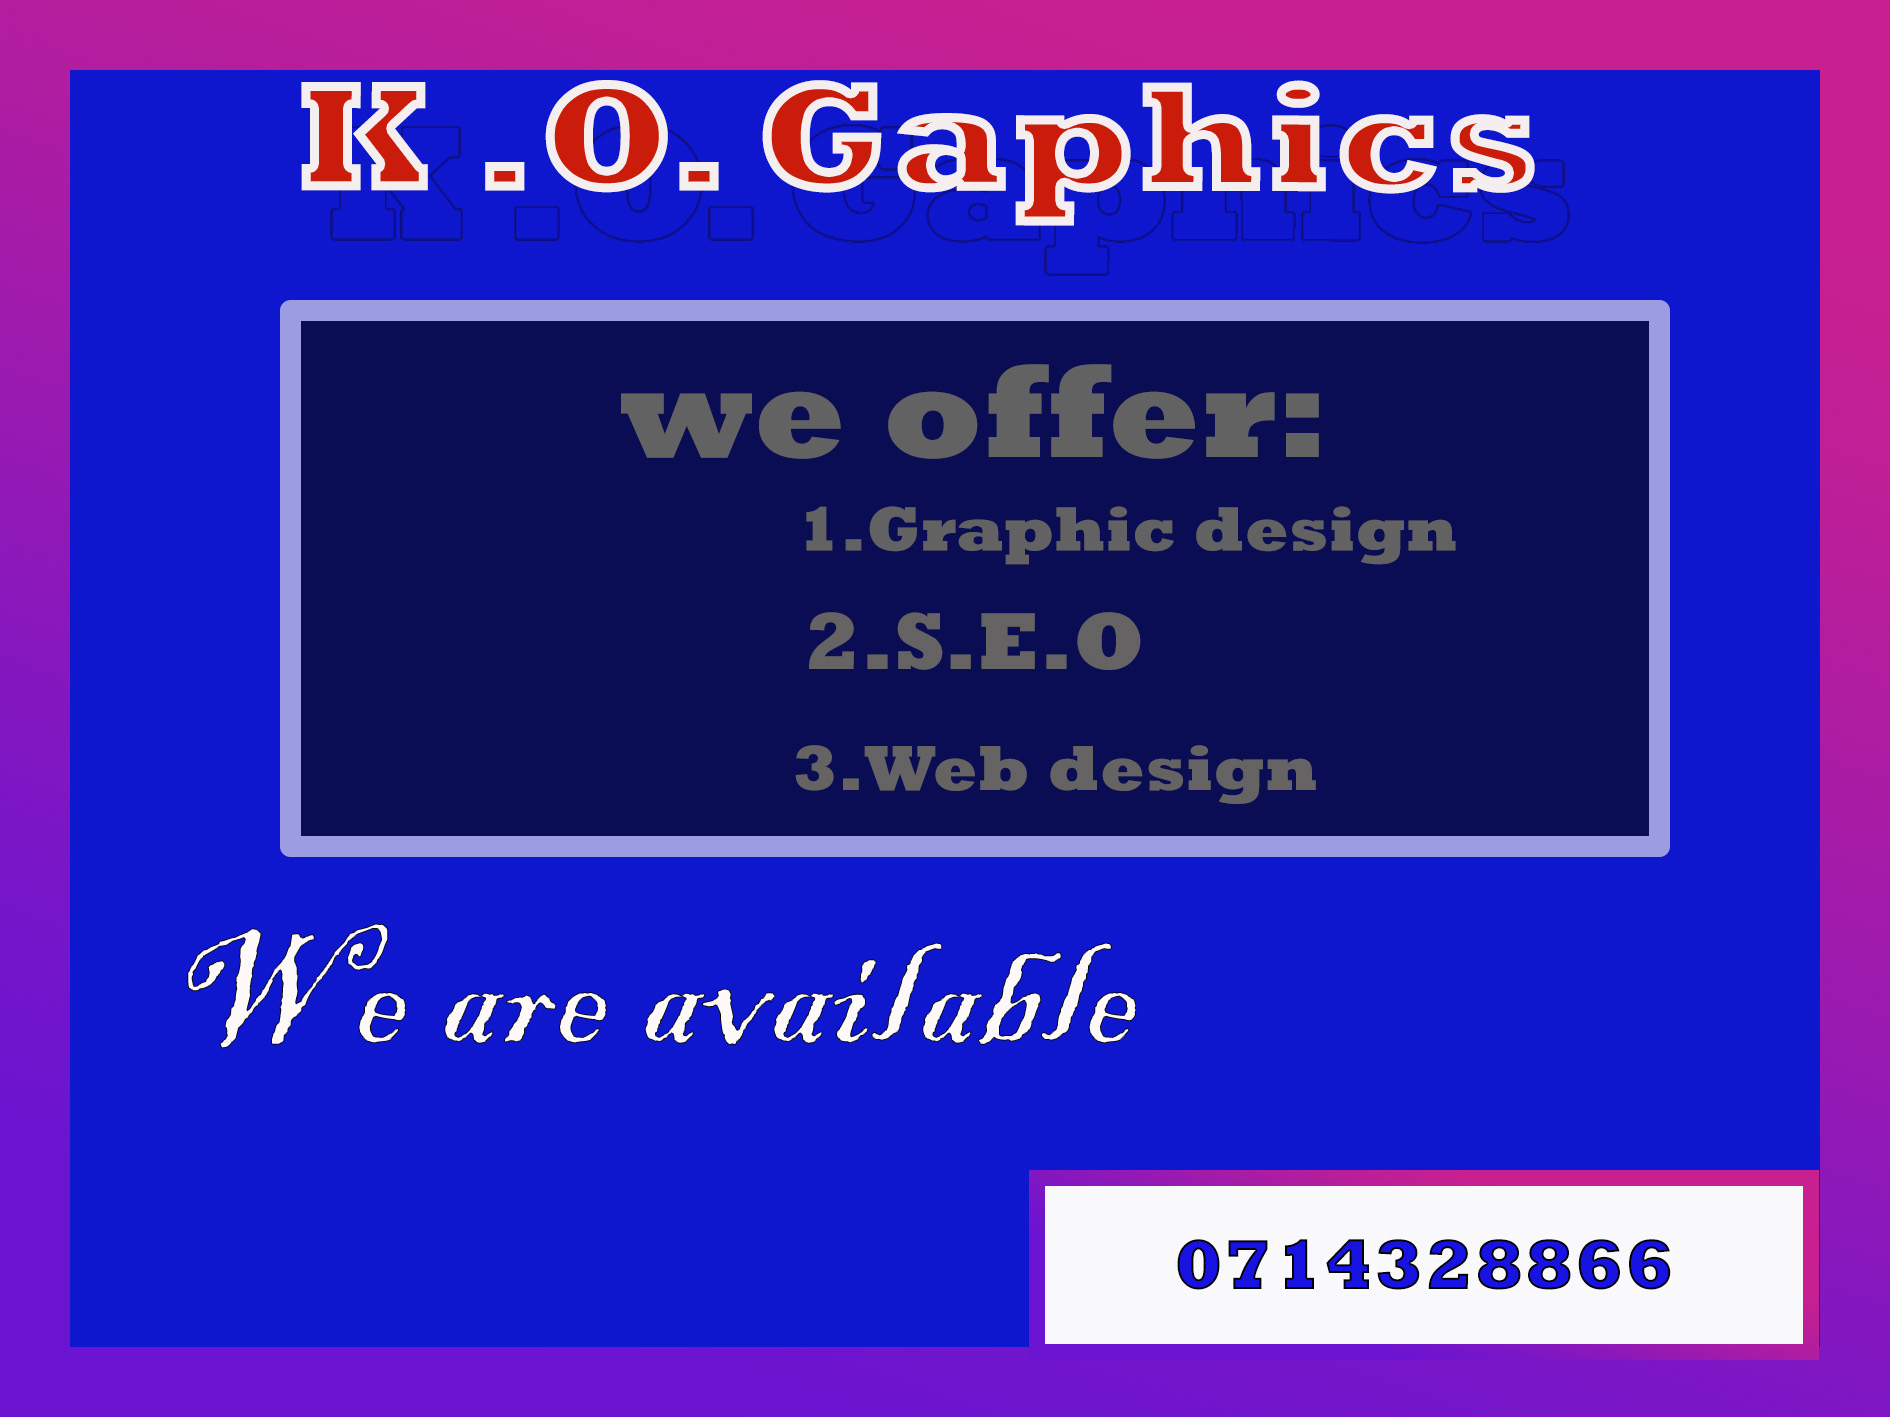 K .O. Gaphics
we offer:
1.Graphic design
2.S.E.O
3.Web design
We are available
0714328866